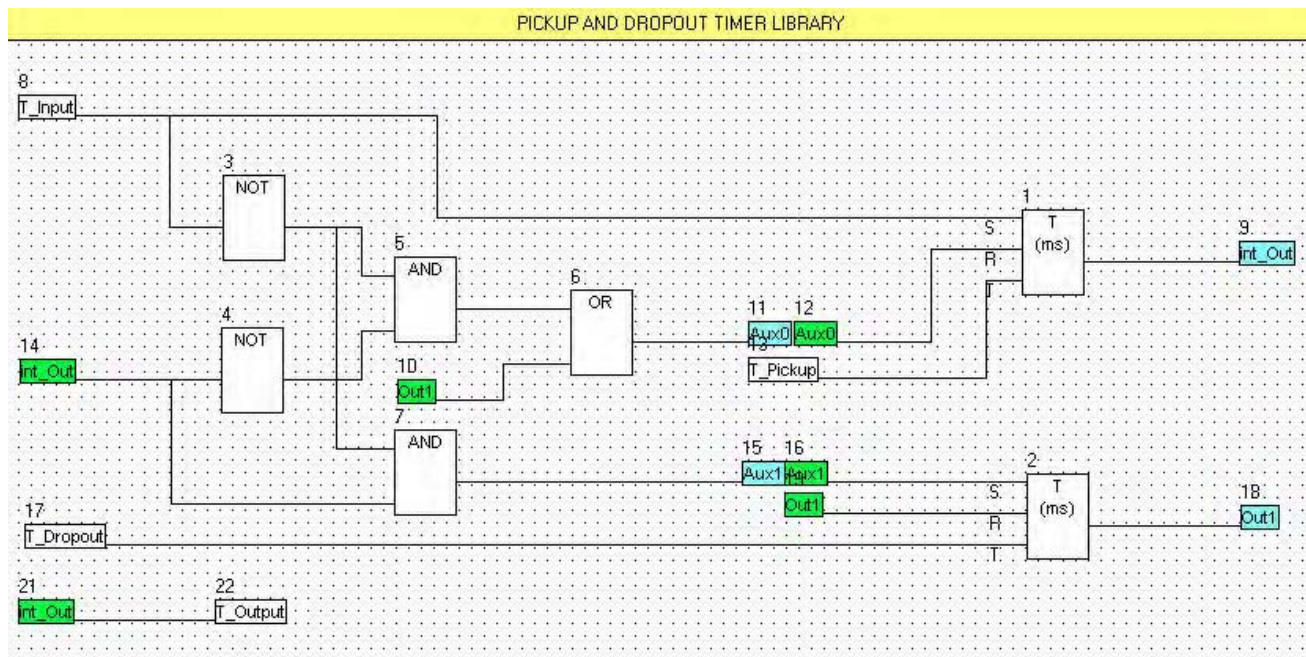 PICKUP AND DROPOUT TIMER LIBRARY
8
T_Input
3
NOT
1
T
(ms)
S
R
T
9
int_Out
5
AND
6
OR
4
NOT
14
int_Out
11
12
Aux0
Aux0
13
T_Pickup
10
Out1
7
AND
15
16
Aux1
Aux1
Out1
2
T
(ms)
S
R
T
18
Out1
17
T_Dropout
21
int_Out
22
T_Output